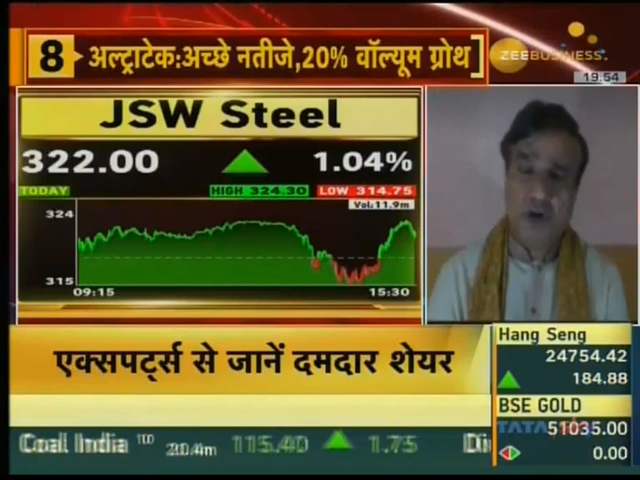 8 अल्ट्राटेक:अच्छे नतीजे,20% वॉल्यूम ग्रोथ
ZEEBUSINESS.
19.54
JSW Steel
322.00 1.04%
TODAY HIGH 324.30 LOW 314.75
Vol:11.9m
324
315
09:15 15:30
एक्सपर्ट्स से जानें दमदार शेयर
Hang Seng
24754.42
184.88
BSE GOLD
51035.00
0.00
Coal India 100 20.4m 115.40 1.75